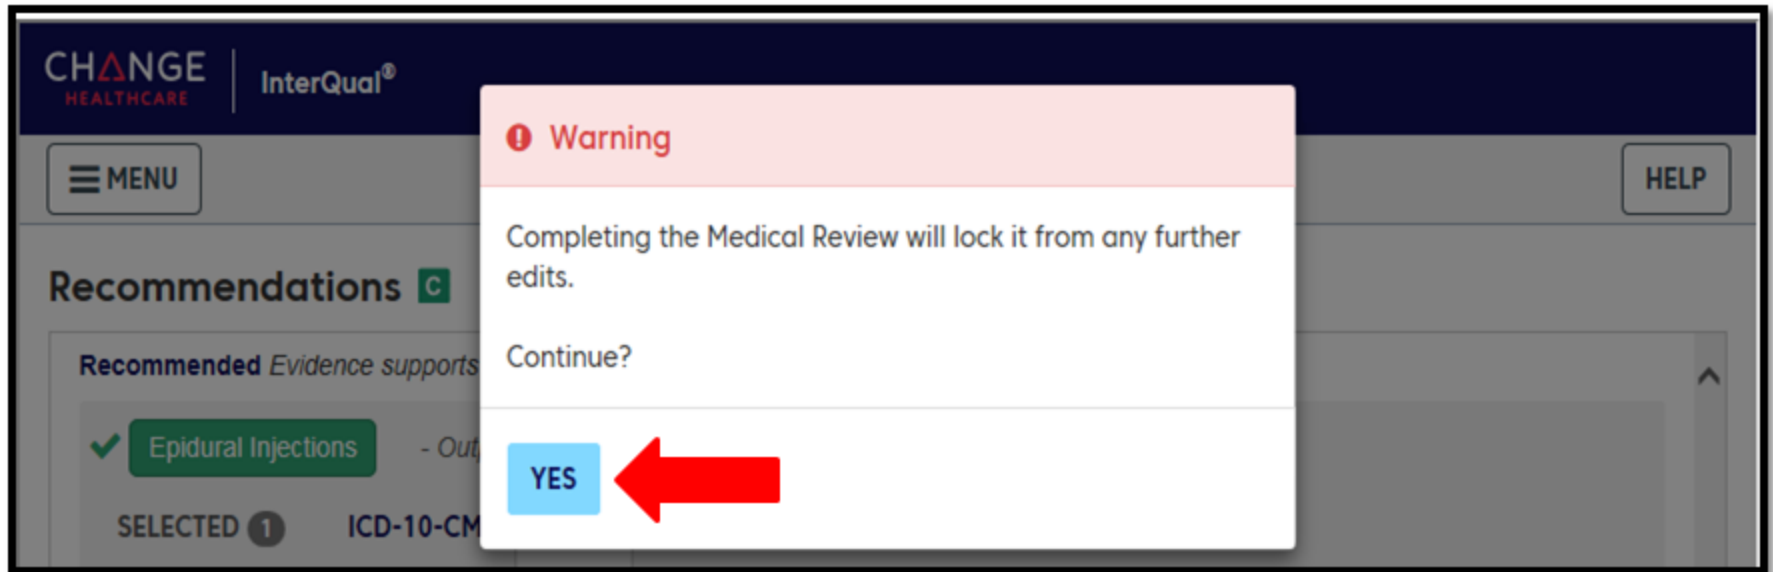 CHANGE
HEALTHCARE
InterQual®
Warning
MENU
HELP
Completing the Medical Review will lock it from any further
edits.
Recommendations C
Continue?
Recommended Evidence supports
Epidural Injections - Out
YES
SELECTED 1 ICD-10-CM